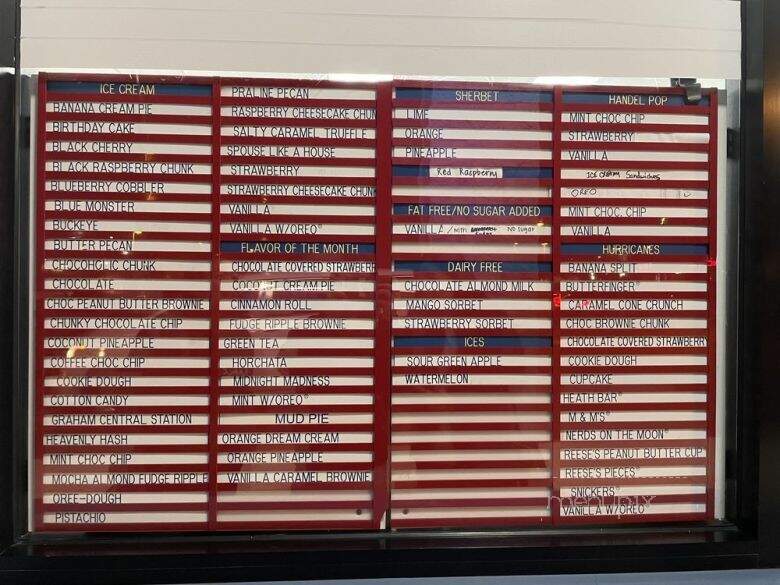 ICE CREAM
BANANA CREAM PIE
BIRTHDAY CAKE
BLACK CHERRY
BLACK RASPBERRY CHUNK
BLUEBERRY COBBLER
BLUE MONSTER
BUCKEYE
BUTTER PECAN
CHOCOHOLIC CHUNK
CHOCOLATE
CHOC PEANUT BUTTER BROWNIE
CHUNKY CHOCOLATE CHIP
COCONUT PINEAPPLE
COFFEE CHOC CHIP
COOKIE DOUGH
COTTON CANDY
GRAHAM CENTRAL STATION
HEAVENLY HASH
MINT CHOC CHIP
MOCHA ALMOND FUDGE RIPPLE
OREE-DOUGH
PISTACHIO
PRALINE PECAN
RASPBERRY CHEESECAKE CHUN
SALTY CARAMEL TRUFFLE
SPOUSE LIKE A HOUSE
STRAWBERRY
STRAWBERRY CHEESECAKE CHUN
VANILLA
VANILLA W/OREO®
FLAVOR OF THE MONTH
CHOCOLATE COVERED STRAWBERR
COCONUT CREAM PIE
CINNAMON ROLL
FUDGE RIPPLE BROWNIE
GREEN TEA
HORCHATA
MIDNIGHT MADNESS
MINT W/OREO®
MUD PIE
ORANGE DREAM CREAM
ORANGE PINEAPPLE
VANILLA CARAMEL BROWNIE
SHERBET
LIME
ORANGE
PINEAPPLE
Red Raspberry
FAT FREE/NO SUGAR ADDED
VANILLA/with NO SUGAR
DAIRY FREE
CHOCOLATE ALMOND MILK
MANGO SORBET
STRAWBERRY SORBET
ICES
SOUR GREEN APPLE
WATERMELON
HANDEL POP
MINT CHOC CHIP
STRAWBERRY
VANILLA
Ice cream Sandwiches
OREO
MINT CHOC. CHIP
VANILLA
HURRICANES
BANANA SPLIT
BUTTERFINGER®
CARAMEL CONE CRUNCH
CHOC BROWNIE CHUNK
CHOCOLATE COVERED STRAWBERRY
COOKIE DOUGH
CUPCAKE
HEATH BAR®
M & M'S®
NERDS ON THE MOON®
REESE'S PEANUT BUTTER CUP
REESE'S PIECES®
SNICKERS®
VANILLA W/OREO®
menupix